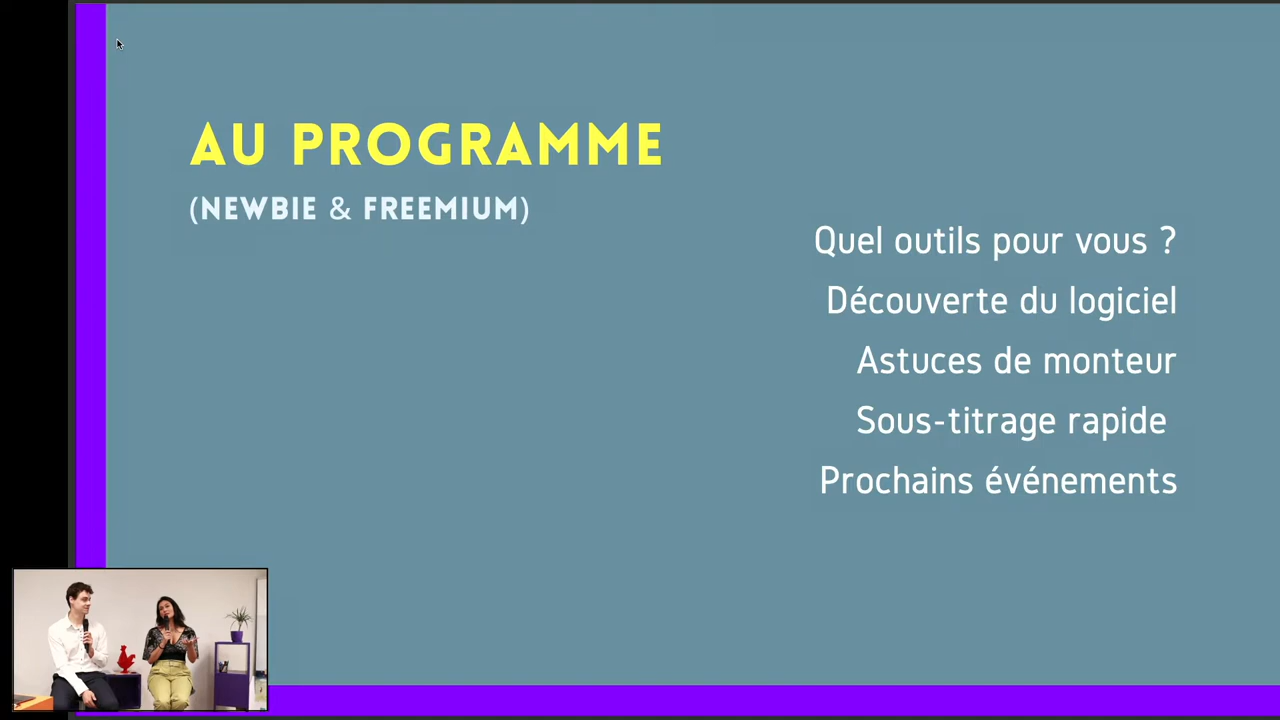 AU PROGRAMME
(NEWBIE & FREEMIUM)
Quel outils pour vous ?
Découverte du logiciel
Astuces de monteur
Sous-titrage rapide
Prochains événements